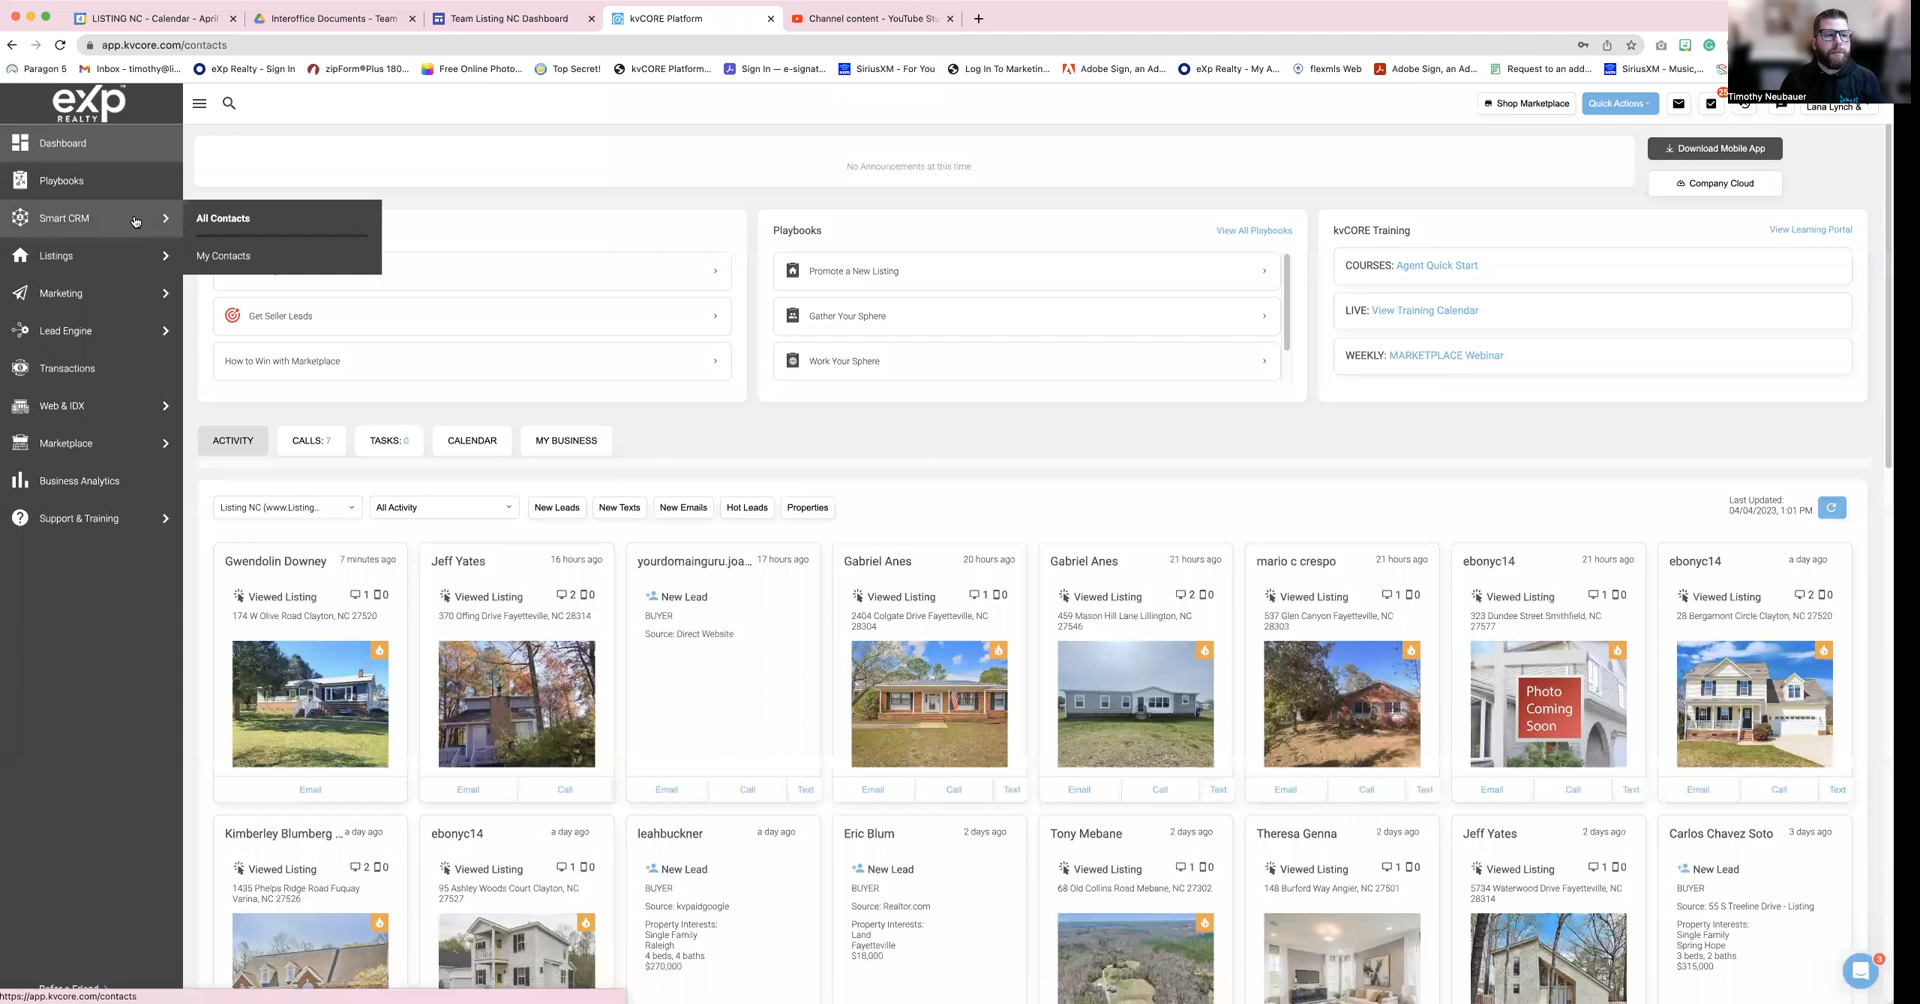 LISTING NC - Calendar - April
Interoffice Documents - Team
Team Listing NC Dashboard
kvCORE Platform
Channel content - YouTube Stu
app.kvcore.com/contacts
Paragon 5
Inbox - timothy@li...
eXp Realty - Sign In
zipForm®Plus 180...
Free Online Photo...
Top Secret!
kvCORE Platform...
Sign In — e-signat...
SiriusXM - For You
Log In To Marketin...
Adobe Sign, an Ad...
eXp Realty - My A...
flexmls Web
Adobe Sign, an Ad...
Request to an add...
SiriusXM - Music,...
Timothy Neubauer
eXp
REALTY
Shop Marketplace
Quick Actions
Lana Lynch &
Dashboard
Playbooks
Smart CRM
Listings
Marketing
Lead Engine
Transactions
Web & IDX
Marketplace
Business Analytics
Support & Training
All Contacts
My Contacts
No Announcements at this time
Download Mobile App
Company Cloud
Get Seller Leads
How to Win with Marketplace
Playbooks
View All Playbooks
Promote a New Listing
Gather Your Sphere
Work Your Sphere
kvCORE Training
View Learning Portal
COURSES: Agent Quick Start
LIVE: View Training Calendar
WEEKLY: MARKETPLACE Webinar
ACTIVITY
CALLS: 7
TASKS: 0
CALENDAR
MY BUSINESS
Listing NC (www.Listing...
All Activity
New Leads
New Texts
New Emails
Hot Leads
Properties
Last Updated:
04/04/2023, 1:01 PM
Gwendolin Downey
7 minutes ago
Viewed Listing
1 0
174 W Olive Road Clayton, NC 27520
Email
Jeff Yates
16 hours ago
Viewed Listing
2 0
370 Offing Drive Fayetteville, NC 28314
Email
Call
yourdomainguru.joa...
17 hours ago
New Lead
BUYER
Source: Direct Website
Email
Call
Text
Gabriel Anes
20 hours ago
Viewed Listing
1 0
2404 Colgate Drive Fayetteville, NC
28304
Email
Call
Text
Gabriel Anes
21 hours ago
Viewed Listing
2 0
459 Mason Hill Lane Lillington, NC
27546
Email
Call
Text
mario c crespo
21 hours ago
Viewed Listing
1 0
537 Glen Canyon Fayetteville, NC
28303
Email
Call
Text
ebonyc14
21 hours ago
Viewed Listing
1 0
323 Dundee Street Smithfield, NC
27577
Photo
Coming
Soon
Email
Call
Text
ebonyc14
a day ago
Viewed Listing
2 0
28 Bergamont Circle Clayton, NC 27520
Email
Call
Text
Kimberley Blumberg ...
a day ago
Viewed Listing
2 0
1435 Phelps Ridge Road Fuquay
Varina, NC 27526
ebonyc14
a day ago
Viewed Listing
1 0
95 Ashley Woods Court Clayton, NC
27527
leahbuckner
a day ago
New Lead
BUYER
Source: kvpaidgoogle
Property Interests:
Single Family
Raleigh
4 beds, 4 baths
$270,000
Eric Blum
2 days ago
New Lead
BUYER
Source: Realtor.com
Property Interests:
Land
Fayetteville
$18,000
Tony Mebane
2 days ago
Viewed Listing
1 0
68 Old Collins Road Mebane, NC 27302
Theresa Genna
2 days ago
Viewed Listing
1 0
148 Burford Way Angier, NC 27501
Jeff Yates
2 days ago
Viewed Listing
1 0
5734 Waterwood Drive Fayetteville, NC
28314
Carlos Chavez Soto
3 days ago
New Lead
BUYER
Source: 55 S Treeline Drive - Listing
Property Interests:
Single Family
Spring Hope
3 beds, 2 baths
$315,000
3
Refer a Friend
https://app.kvcore.com/contacts